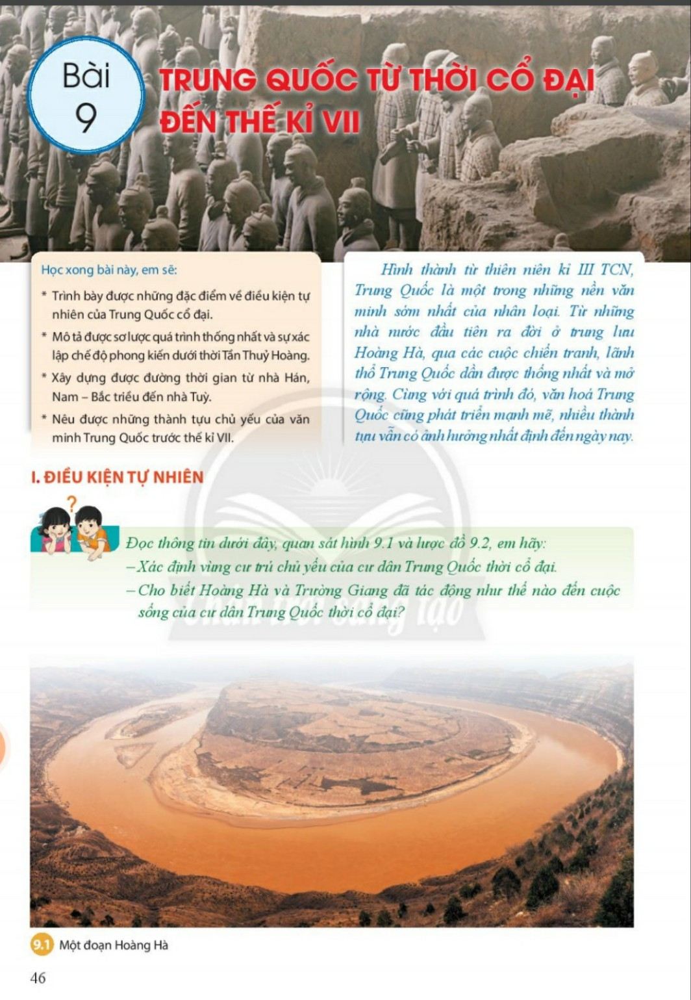 Bài
9
TRUNG QUỐC TỪ THỜI CỔ ĐẠI
ĐẾN THẾ KỈ VII
Học xong bài này, em sẽ:
* Trình bày được những đặc điểm về điều kiện tự
nhiên của Trung Quốc cổ đại.
* Mô tả được sơ lược quá trình thống nhất và sự xác
lập chế độ phong kiến dưới thời Tần Thuỷ Hoàng.
* Xây dựng được đường thời gian từ nhà Hán,
Nam – Bắc triều đến nhà Tuỳ.
* Nêu được những thành tựu chủ yếu của văn
minh Trung Quốc trước thế kỉ VII.
Hình thành từ thiên niên kỉ III TCN,
Trung Quốc là một trong những nền văn
minh sớm nhất của nhân loại. Từ những
nhà nước đầu tiên ra đời ở trung lưu
Hoàng Hà, qua các cuộc chiến tranh, lãnh
thổ Trung Quốc dần được thống nhất và mở
rộng. Cùng với quá trình đó, văn hoá Trung
Quốc cũng phát triển mạnh mẽ, nhiều thành
tựu vẫn có ảnh hưởng nhất định đến ngày nay.
I. ĐIỀU KIỆN TỰ NHIÊN
?
Đọc thông tin dưới đây, quan sát hình 9.1 và lược đồ 9.2, em hãy:
– Xác định vùng cư trú chủ yếu của cư dân Trung Quốc thời cổ đại.
– Cho biết Hoàng Hà và Trường Giang đã tác động như thế nào đến cuộc
sống của cư dân Trung Quốc thời cổ đại?
Chân trời sáng tạo
9.1 Một đoạn Hoàng Hà
46